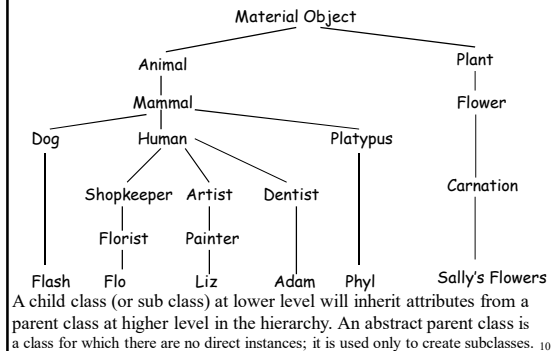 Material Object
Animal Plant
Mammal Flower
Dog Human Platypus
Carnation
Shopkeeper Artist Dentist
Florist Painter
Flash Flo Liz Adam Phyl Sally's Flowers
A child class (or sub class) at lower level will inherit attributes from a
parent class at higher level in the hierarchy. An abstract parent class is
a class for which there are no direct instances; it is used only to create subclasses. 10